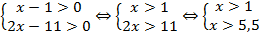 {x − 1 > 0 ⇔ {x > 1 ⇔ {x > 1
{2x − 11 > 0 ⇔ {2x > 11 ⇔ {x > 5,5